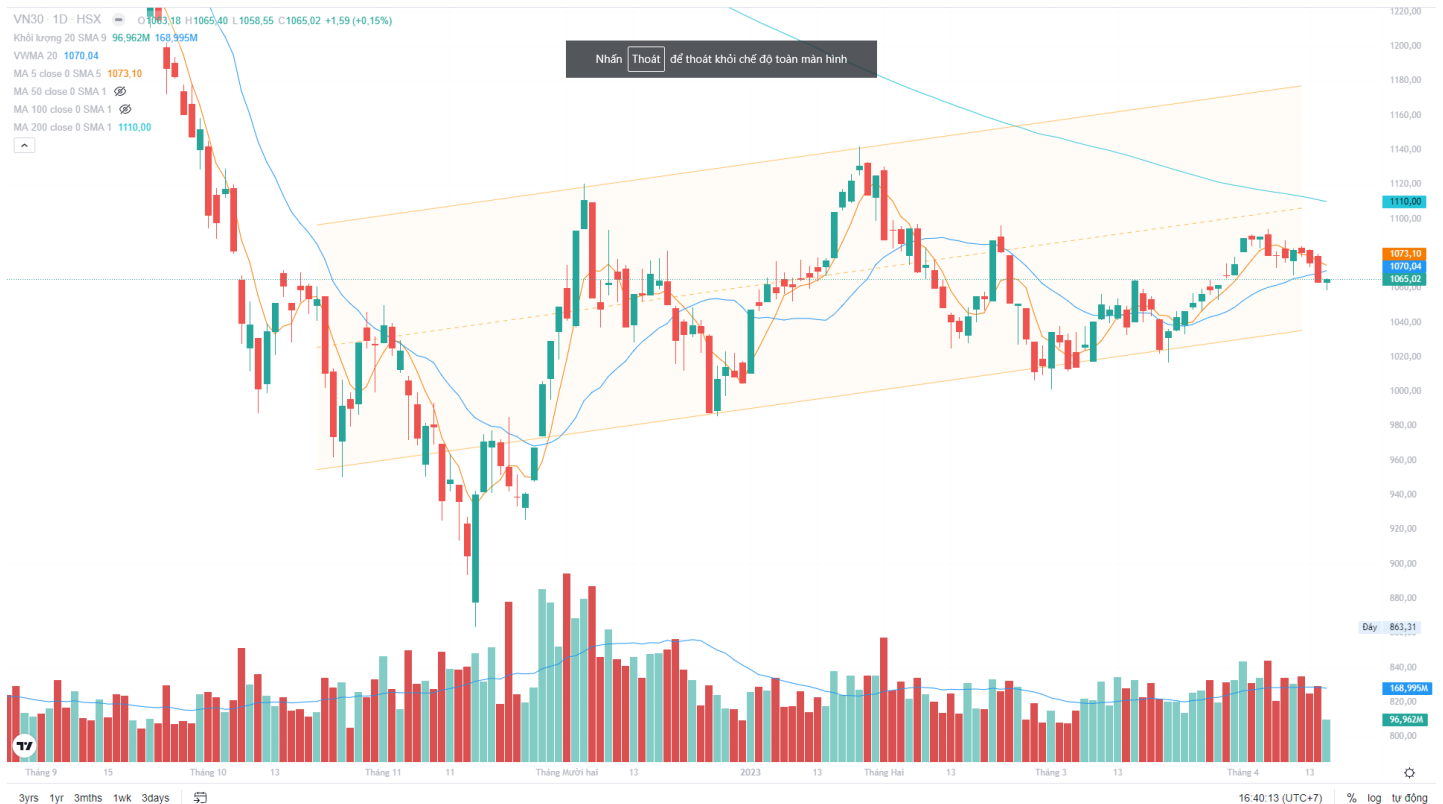 VN30 · 1D · HSX O1063,18 H1065,40 L1058,55 C1065,02 +1,59 (+0,15%)
Khối lượng 20 SMA 9 96,962M 168,995M
VWMA 20 1070,04
MA 5 close 0 SMA 5 1073,10
MA 50 close 0 SMA 1
MA 100 close 0 SMA 1
MA 200 close 0 SMA 1 1110,00
Nhấn Thoát để thoát khỏi chế độ toàn màn hình
1220,00
1200,00
1180,00
1160,00
1140,00
1120,00
1110,00
1100,00
1073,10
1070,04
1065,02
1060,00
1040,00
1020,00
1000,00
980,00
960,00
940,00
920,00
900,00
880,00
Đáy 863,31
840,00
168,995M
820,00
96,962M
800,00
Tháng 9 15 Tháng 10 13 Tháng 11 11 Tháng Mười hai 13 2023 13 Tháng Hai 13 Tháng 3 13 Tháng 4 13
3yrs 1yr 3mths 1wk 3days 16:40:13 (UTC+7) % log tự động